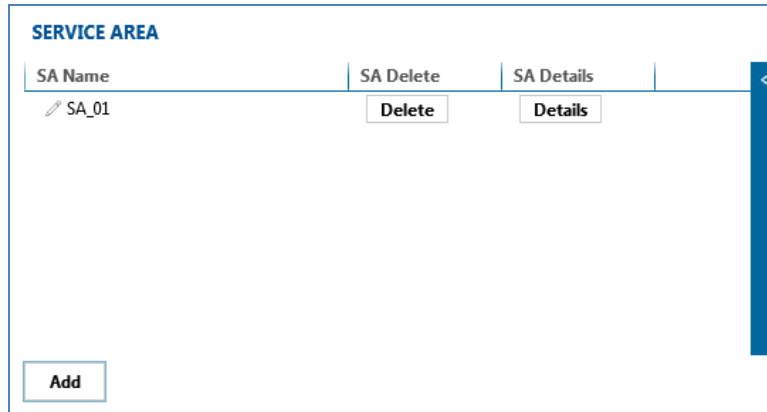 SERVICE AREA
SA Name SA Delete SA Details
SA_01 Delete Details
Add